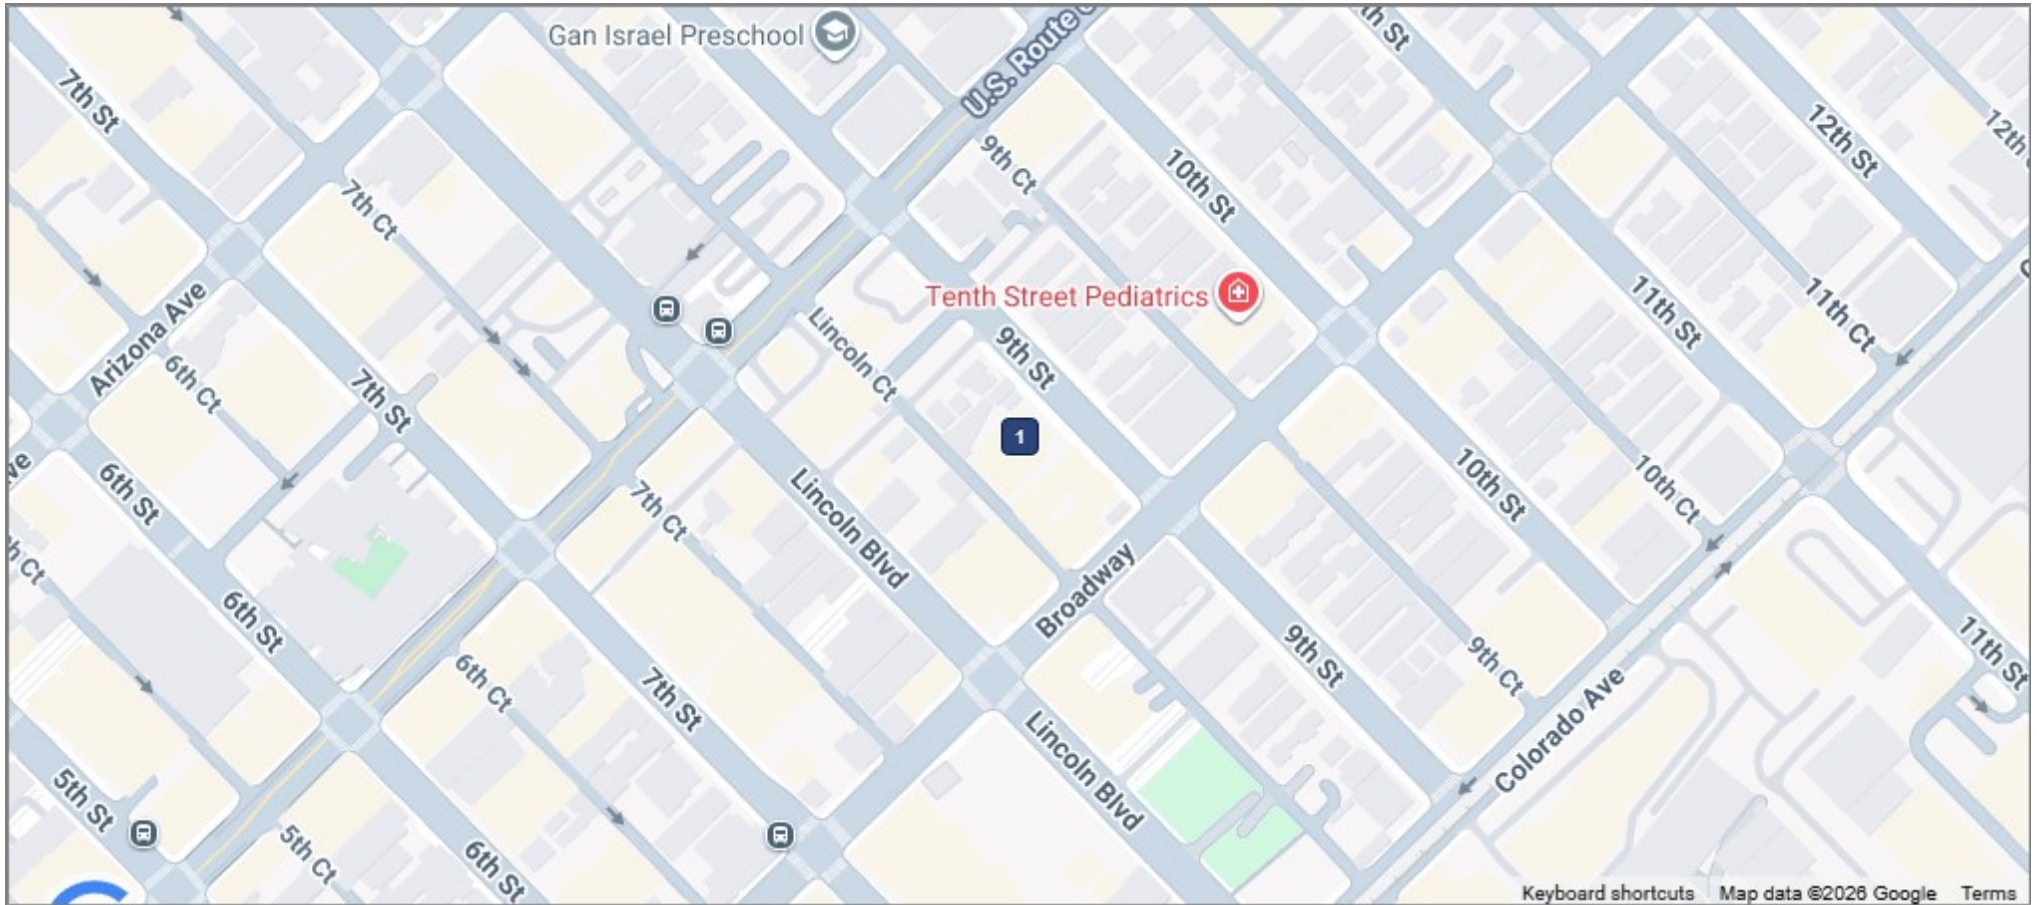 Gan Israel Preschool
U.S. Route
th St
7th St
12th St
12th
9th Ct
10th St
7th Ct
Tenth Street Pediatrics
11th St
11th Ct
Arizona Ave
Lincoln Ct
9th St
6th Ct
7th St
1
6th St
7th Ct
Lincoln Blvd
10th St
10th Ct
Broadway
6th St
9th St
9th Ct
11th St
6th Ct
7th St
Colorado Ave
Lincoln Blvd
5th St
5th Ct
6th St
Keyboard shortcuts
Map data ©2026 Google
Terms